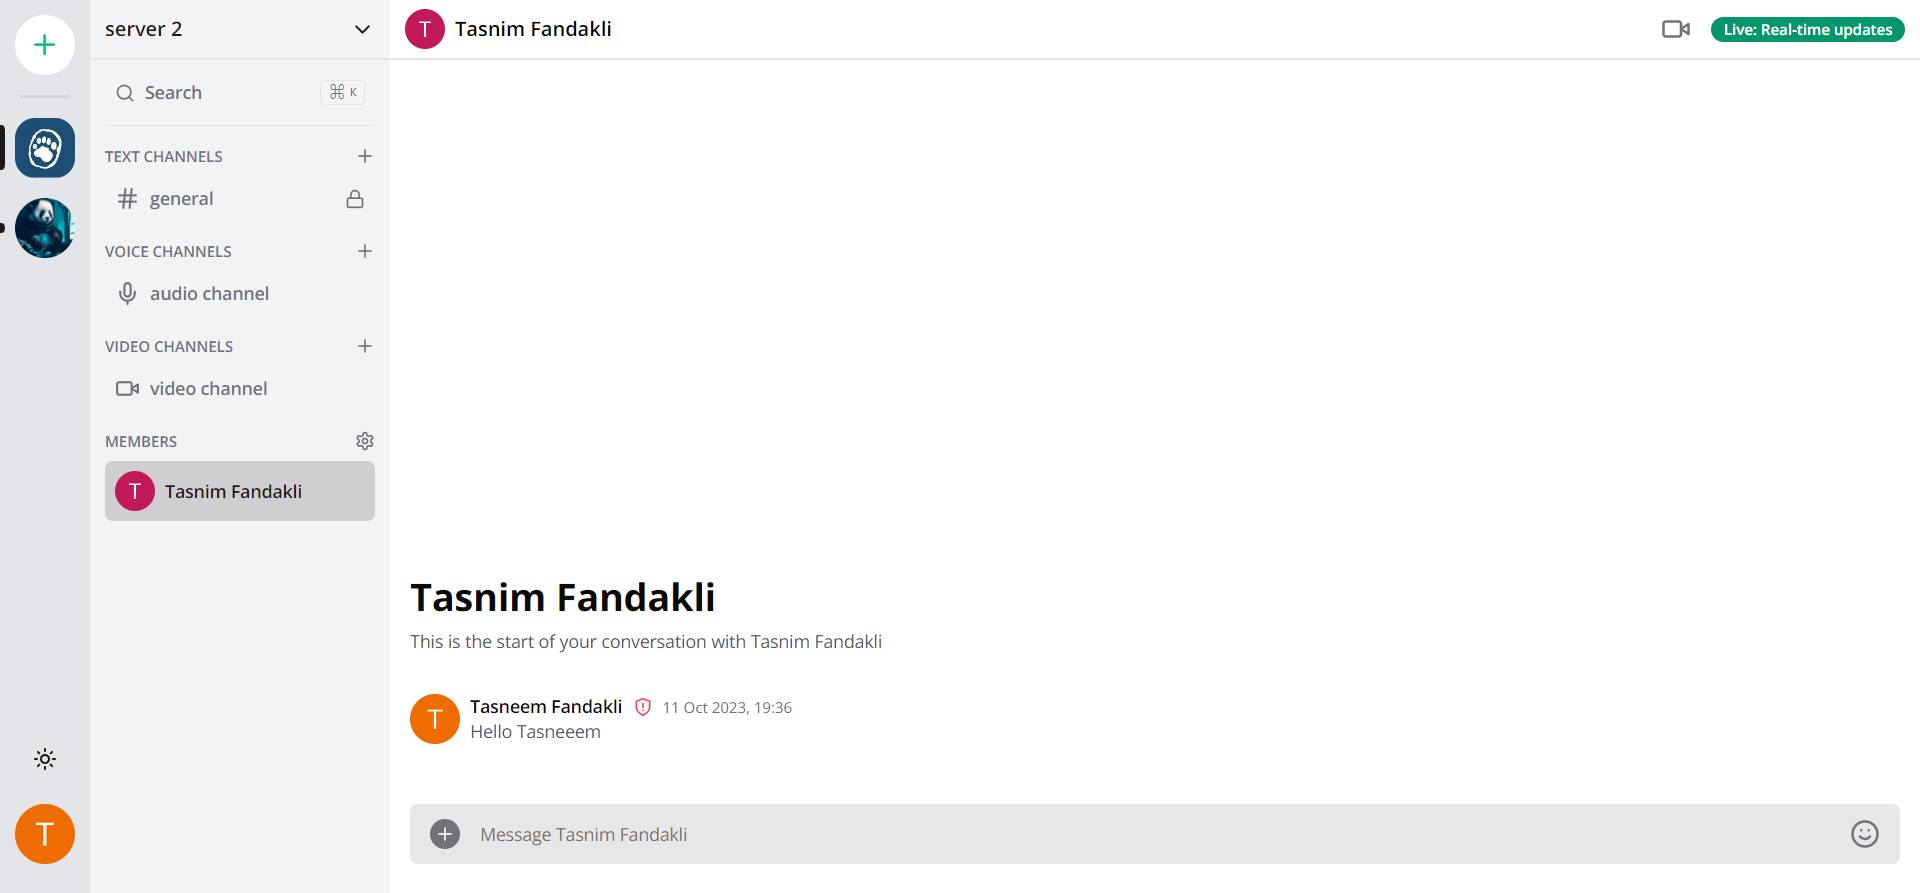 server 2
Search
⌘ K
TEXT CHANNELS
general
VOICE CHANNELS
audio channel
VIDEO CHANNELS
video channel
MEMBERS
T Tasnim Fandakli
T
T Tasnim Fandakli
Live: Real-time updates
Tasnim Fandakli
This is the start of your conversation with Tasnim Fandakli
T
Tasneem Fandakli 11 Oct 2023, 19:36
Hello Tasneeem
Message Tasnim Fandakli